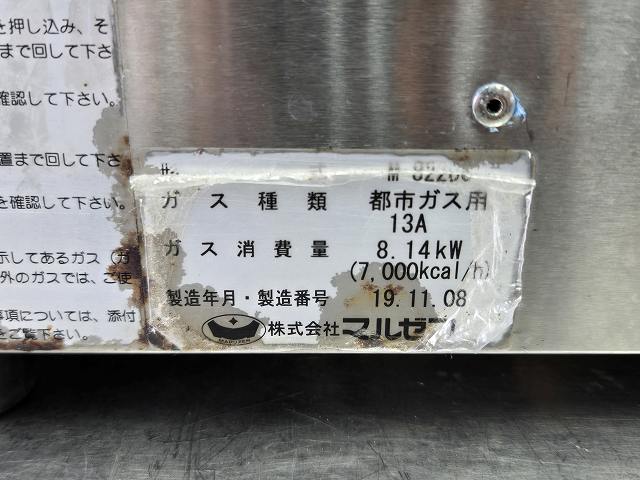 を押し込み、そ
まで回して下さ
確認して下さい。
置まで回して下さ
を確認して下さい。
示してあるガス（ガ
外のガスでは、ご使
事項については、添付
をご覧下さい。
ガス種類 都市ガス用
13A
ガス消費量 8.14kW
(7,000kcal/h)
製造年月・製造番号 19.11.08
MARUZEN 株式会社 マルゼン